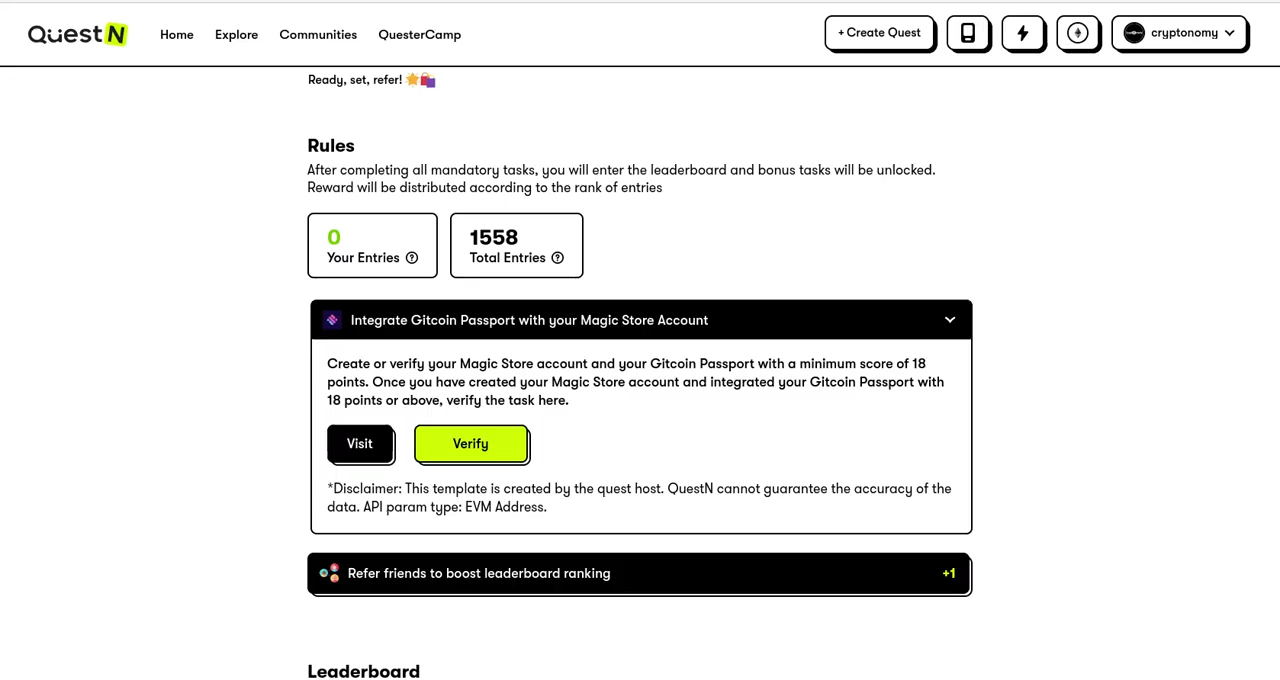 QuestN
Home Explore Communities QuesterCamp
+ Create Quest
cryptonomy
Ready, set, refer!
Rules
After completing all mandatory tasks, you will enter the leaderboard and bonus tasks will be unlocked.
Reward will be distributed according to the rank of entries
0
Your Entries
1558
Total Entries
Integrate Gitcoin Passport with your Magic Store Account
Create or verify your Magic Store account and your Gitcoin Passport with a minimum score of 18
points. Once you have created your Magic Store account and integrated your Gitcoin Passport with
18 points or above, verify the task here.
Visit Verify
*Disclaimer: This template is created by the quest host. QuestN cannot guarantee the accuracy of the
data. API param type: EVM Address.
Refer friends to boost leaderboard ranking +1
Leaderboard